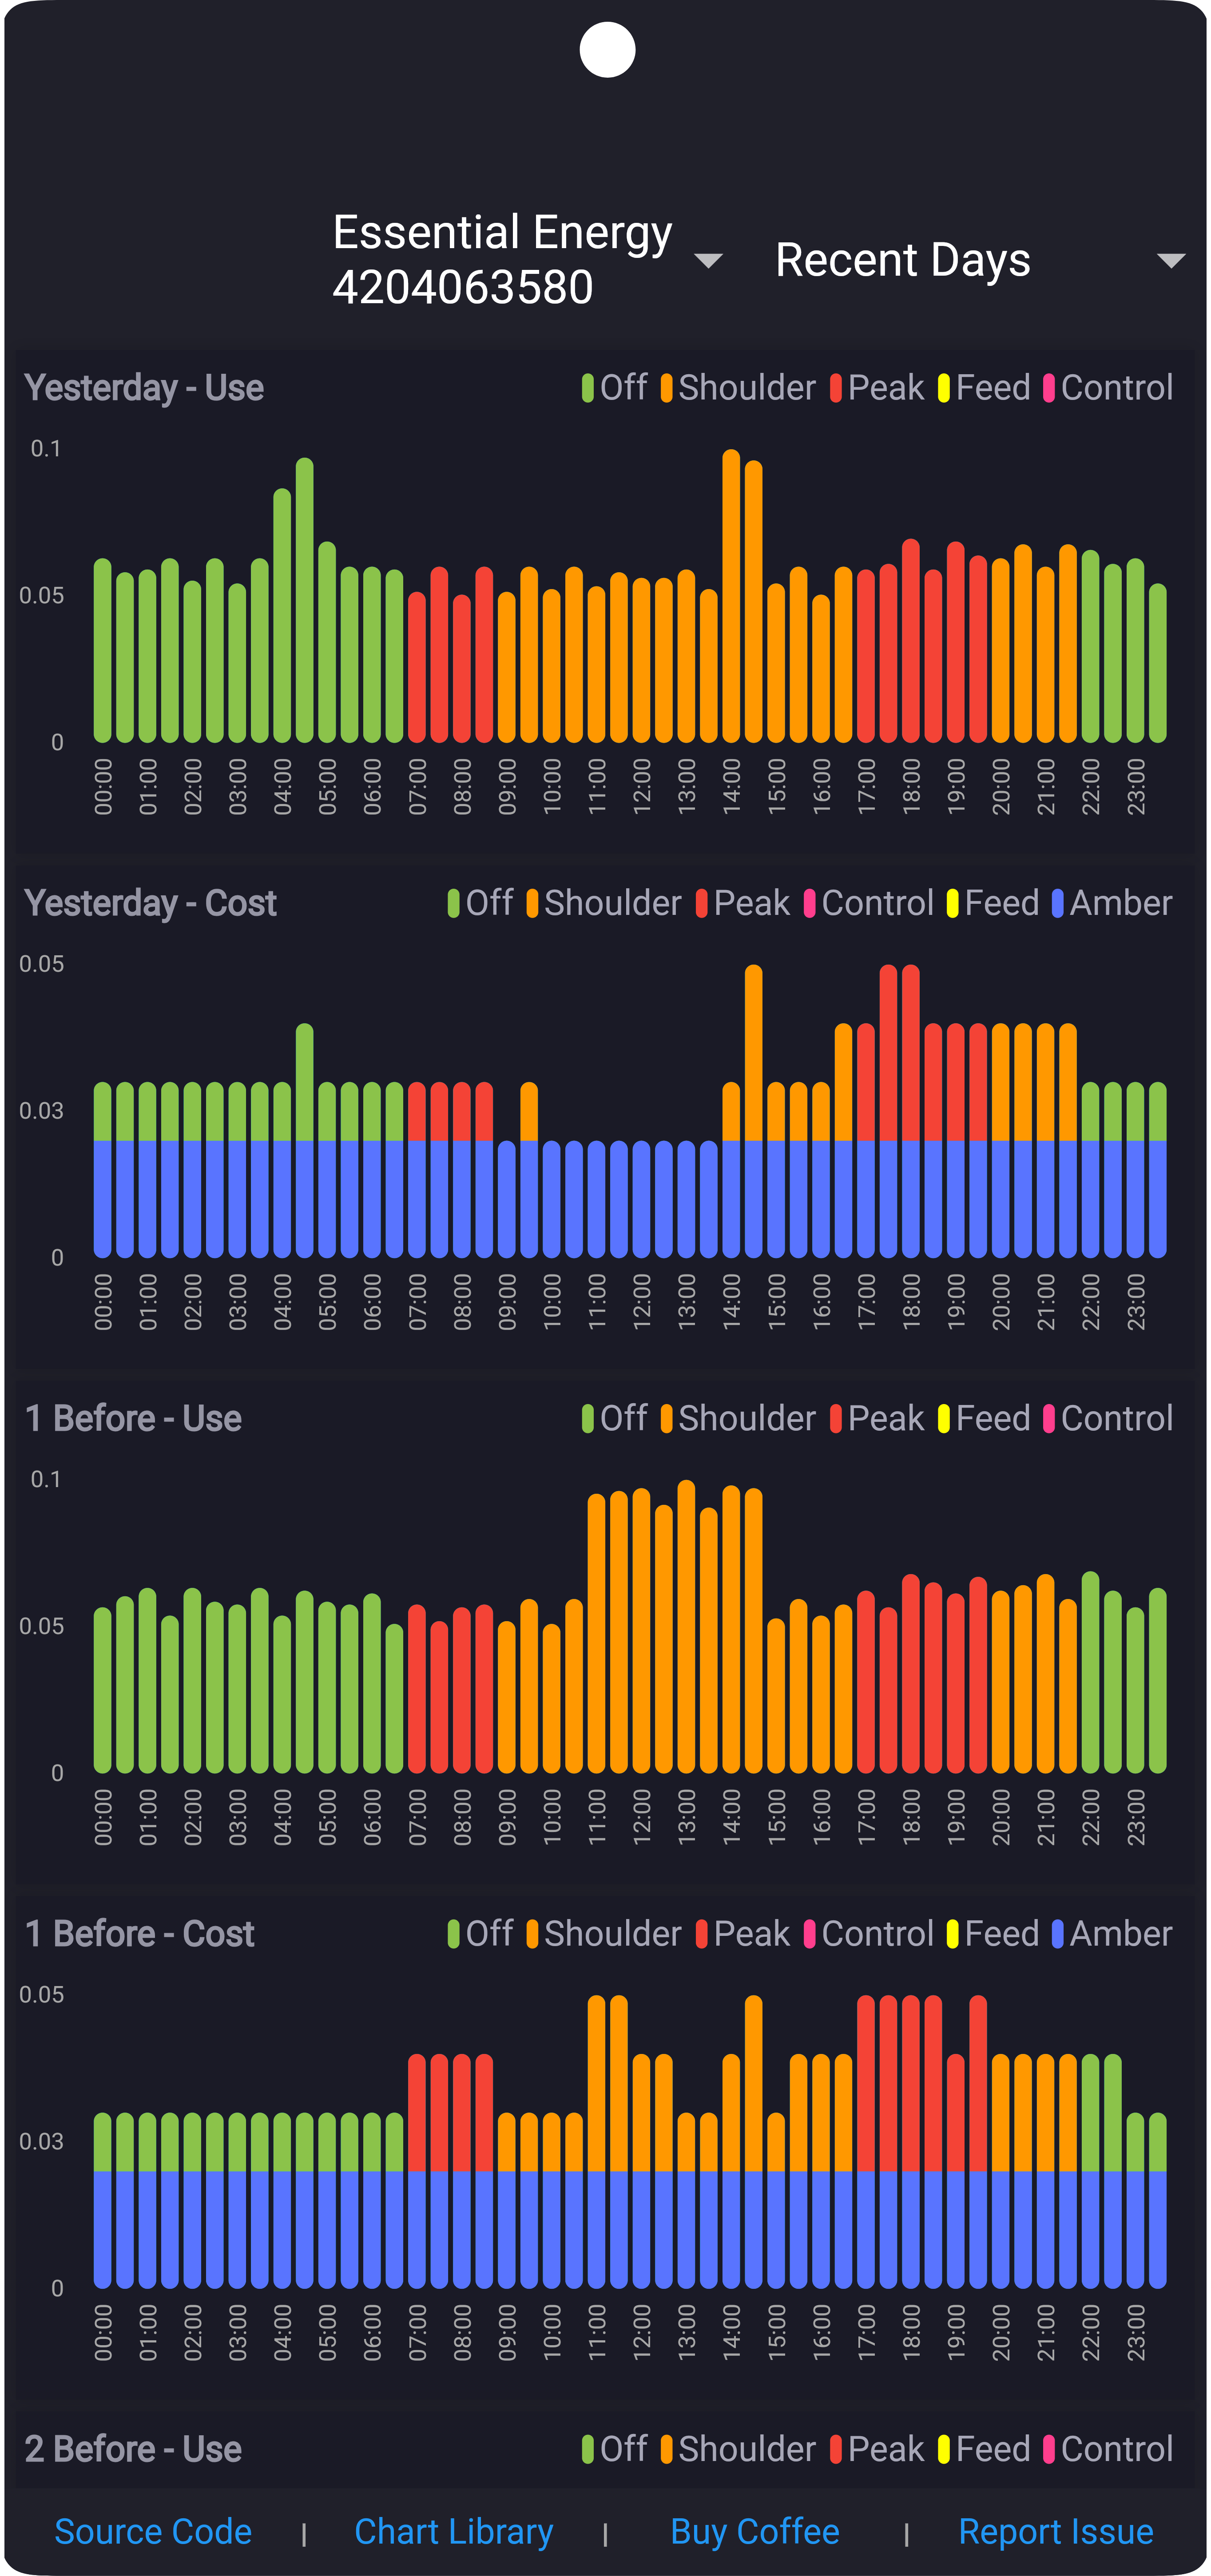 Essential Energy
4204063580
Recent Days
Yesterday - Use
Off Shoulder Peak Feed Control
0.1
0.05
0
00:00 01:00 02:00 03:00 04:00 05:00 06:00 07:00 08:00 09:00 10:00 11:00 12:00 13:00 14:00 15:00 16:00 17:00 18:00 19:00 20:00 21:00 22:00 23:00
Yesterday - Cost
Off Shoulder Peak Control Feed Amber
0.05
0.03
0
00:00 01:00 02:00 03:00 04:00 05:00 06:00 07:00 08:00 09:00 10:00 11:00 12:00 13:00 14:00 15:00 16:00 17:00 18:00 19:00 20:00 21:00 22:00 23:00
1 Before - Use
Off Shoulder Peak Feed Control
0.1
0.05
0
00:00 01:00 02:00 03:00 04:00 05:00 06:00 07:00 08:00 09:00 10:00 11:00 12:00 13:00 14:00 15:00 16:00 17:00 18:00 19:00 20:00 21:00 22:00 23:00
1 Before - Cost
Off Shoulder Peak Control Feed Amber
0.05
0.03
0
00:00 01:00 02:00 03:00 04:00 05:00 06:00 07:00 08:00 09:00 10:00 11:00 12:00 13:00 14:00 15:00 16:00 17:00 18:00 19:00 20:00 21:00 22:00 23:00
2 Before - Use
Off Shoulder Peak Feed Control
Source Code | Chart Library | Buy Coffee | Report Issue